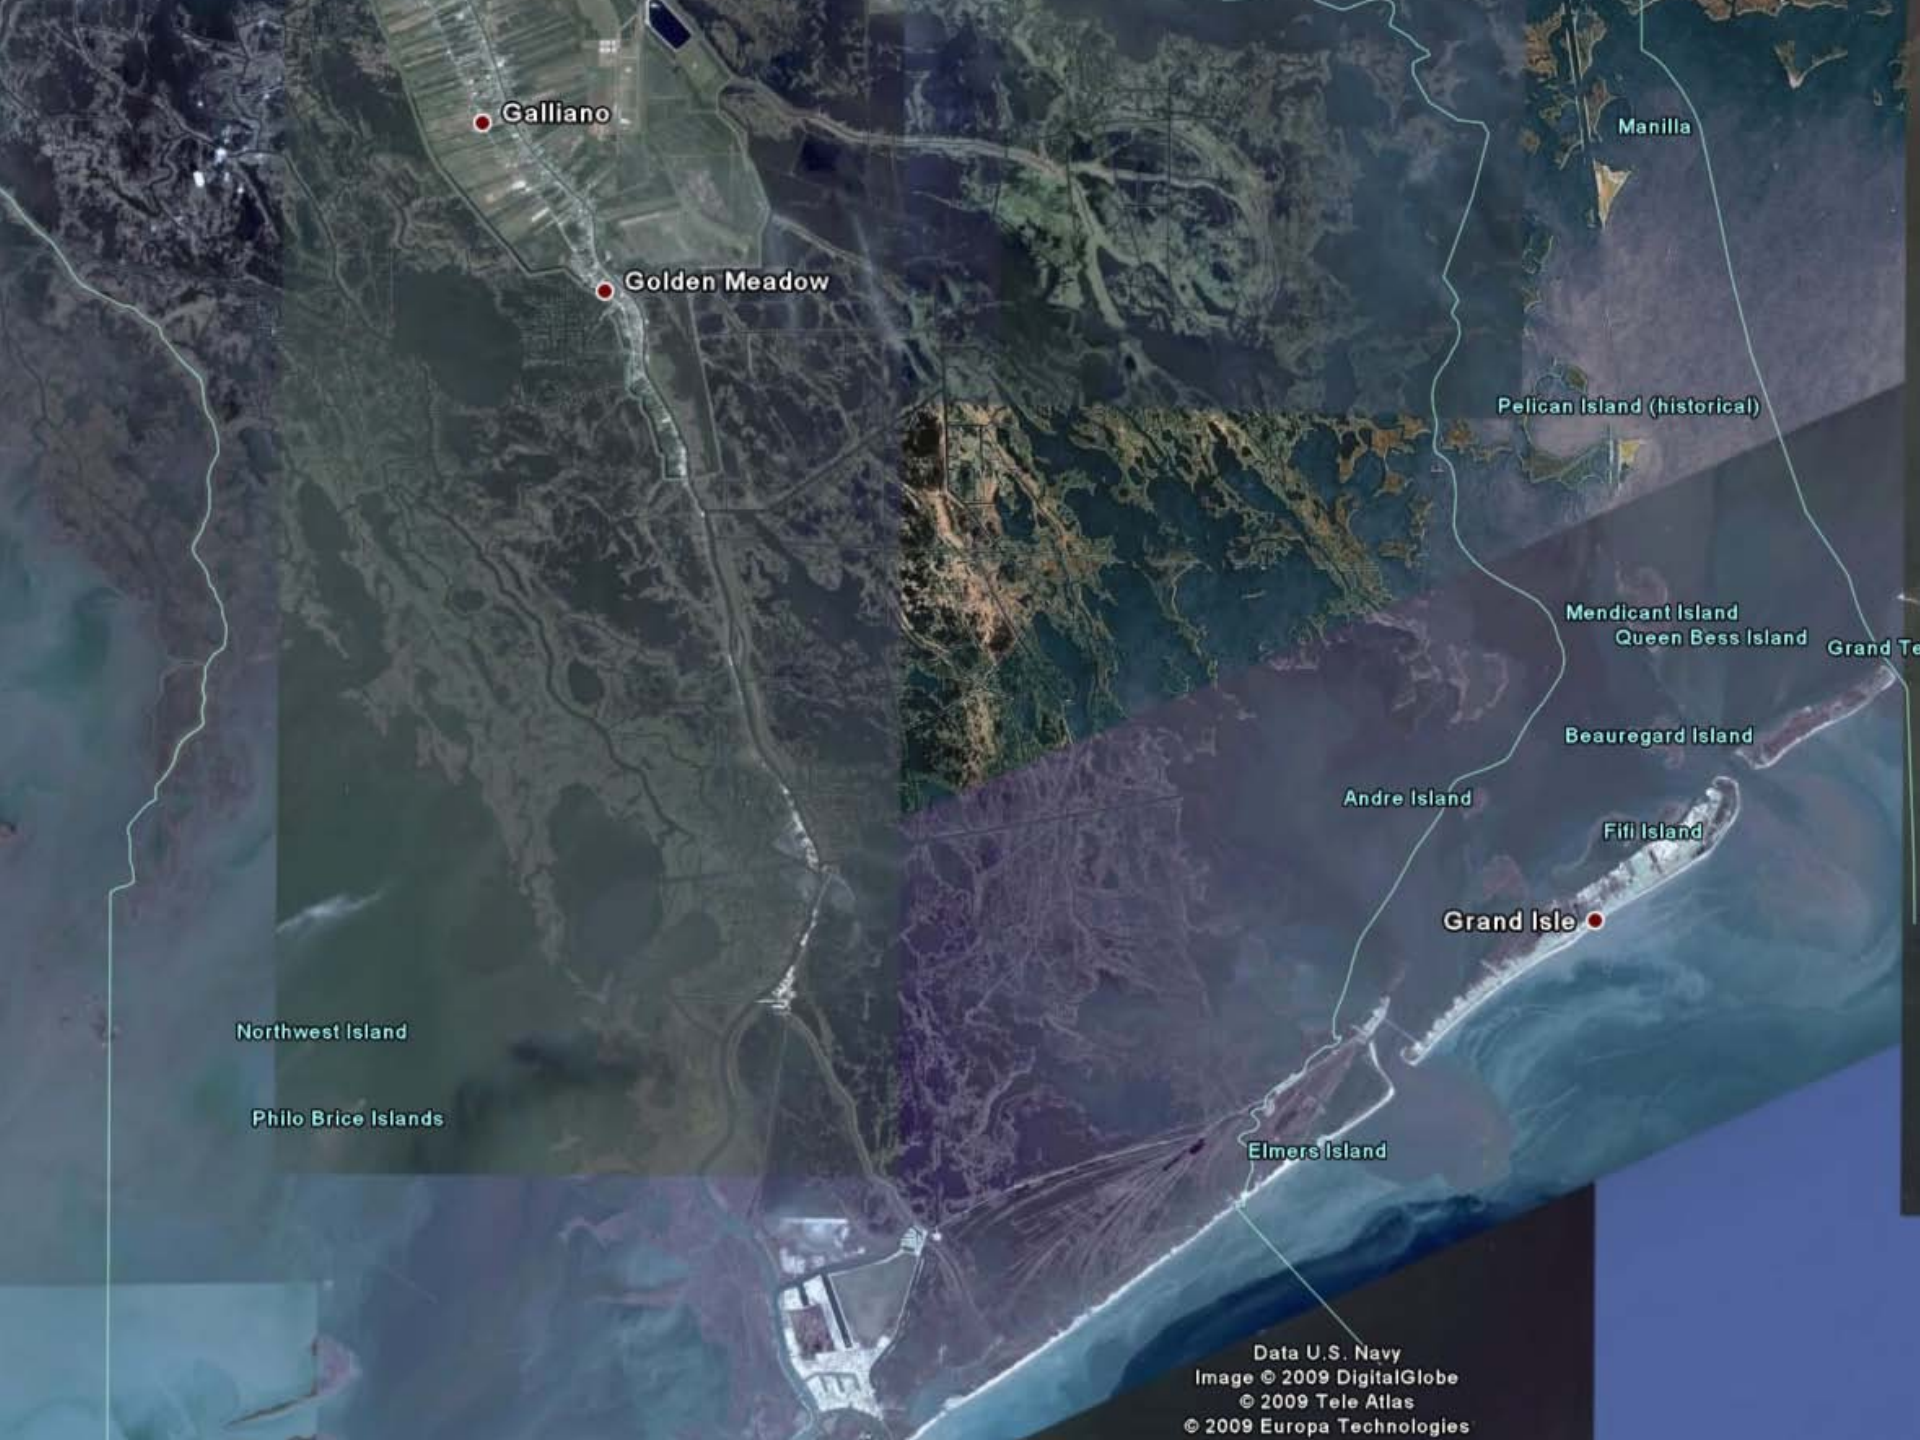 Galliano
Manilla
Golden Meadow
Pelican Island (historical)
Mendicant Island
Queen Bess Island
Grand Te
Beauregard Island
Andre Island
Fifi Island
Grand Isle
Northwest Island
Philo Brice Islands
Elmers Island
Data U.S. Navy
Image © 2009 DigitalGlobe
© 2009 Tele Atlas
© 2009 Europa Technologies